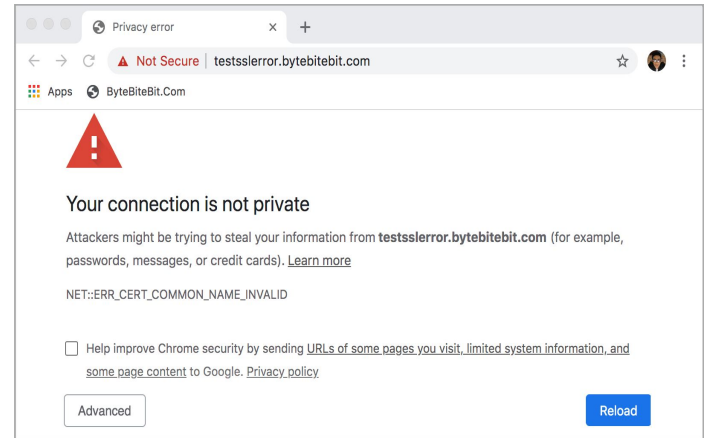 Privacy error
Not Secure | testsslerror.bytebitebit.com
Apps ByteBiteBit.Com
Your connection is not private
Attackers might be trying to steal your information from testsslerror.bytebitebit.com (for example,
passwords, messages, or credit cards). Learn more
NET::ERR_CERT_COMMON_NAME_INVALID
Help improve Chrome security by sending URLs of some pages you visit, limited system information, and
some page content to Google. Privacy policy
Advanced Reload